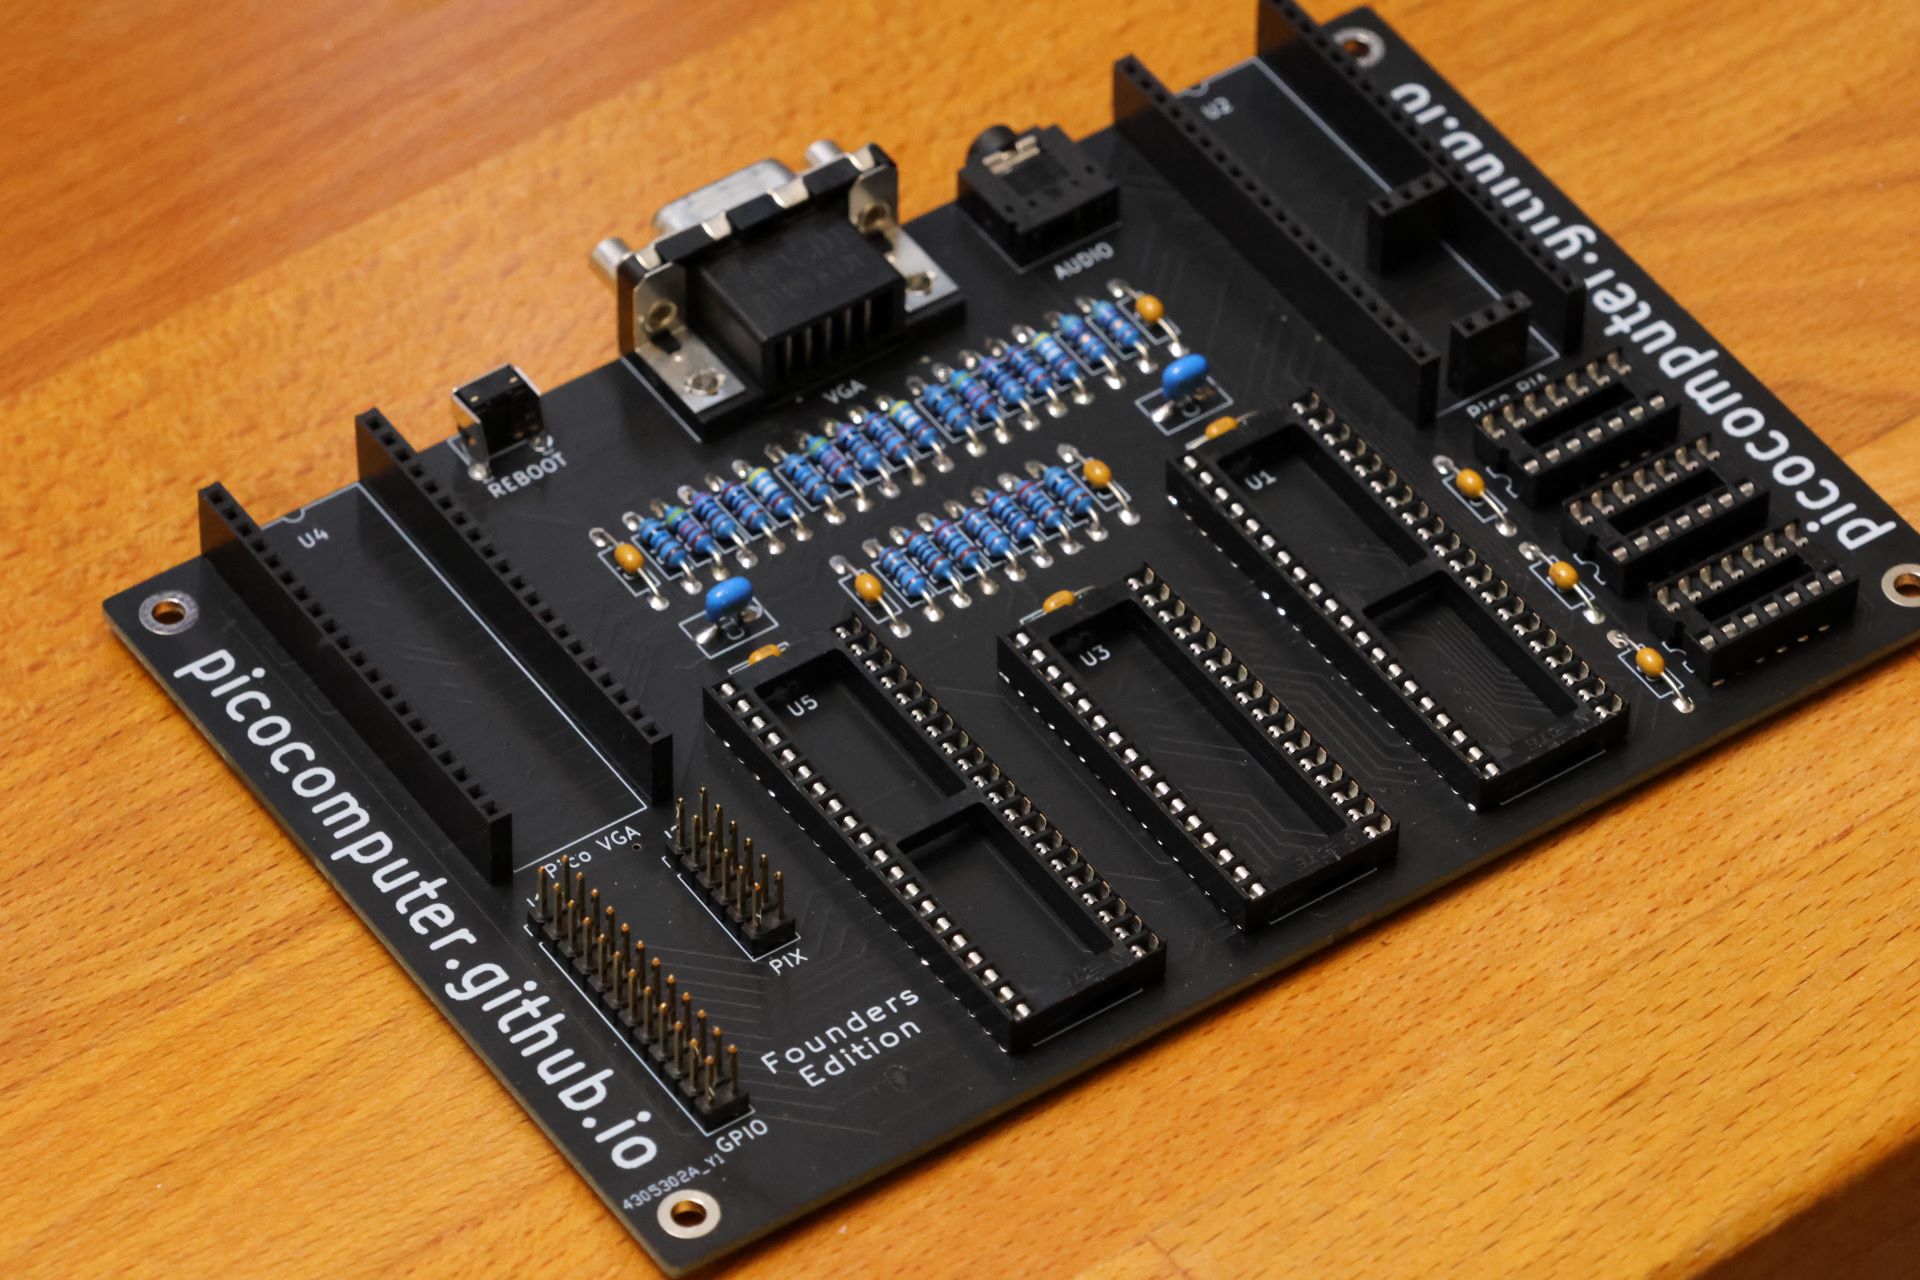 picocomputer.github.io
U2
AUDIO
VGA
REBOOT
U4
U1
U3
U5
Pico VGA
PIX
Founders
Edition
GPIO
picocomputer.github.io
4305302A_Y1